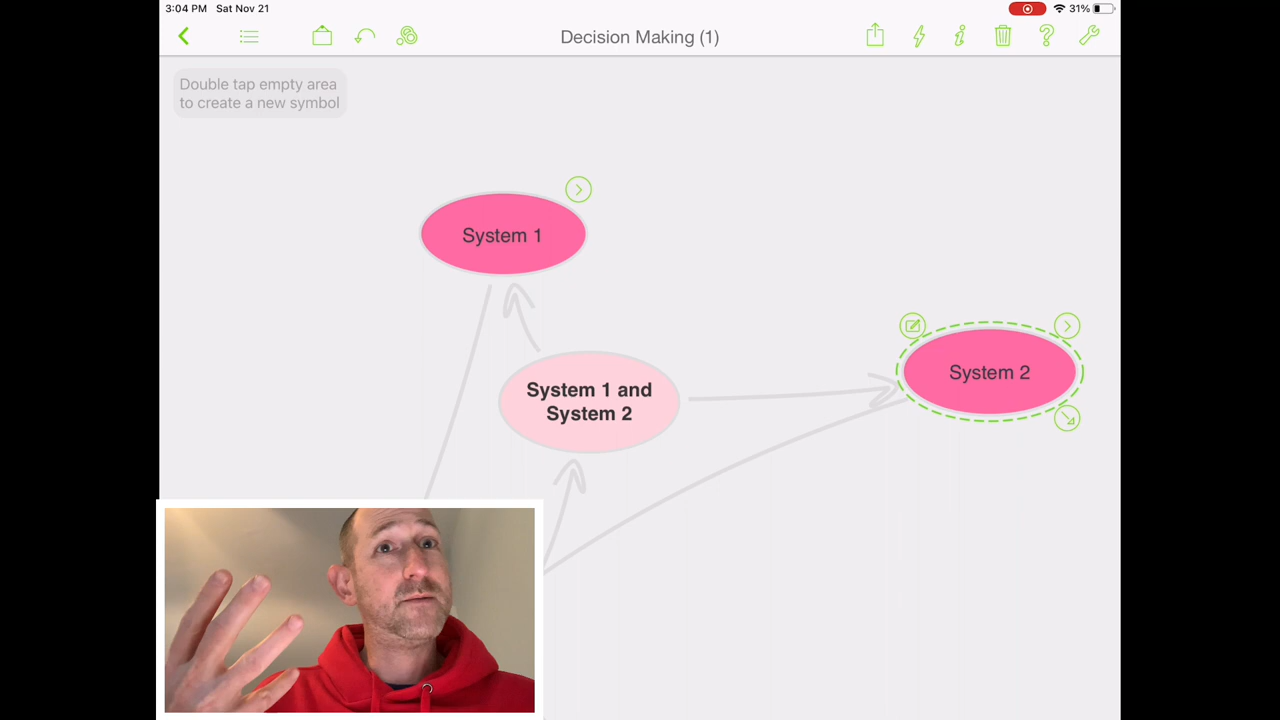 3:04 PM Sat Nov 21
31%
Decision Making (1)
Double tap empty area
to create a new symbol
System 1
System 2
System 1 and
System 2